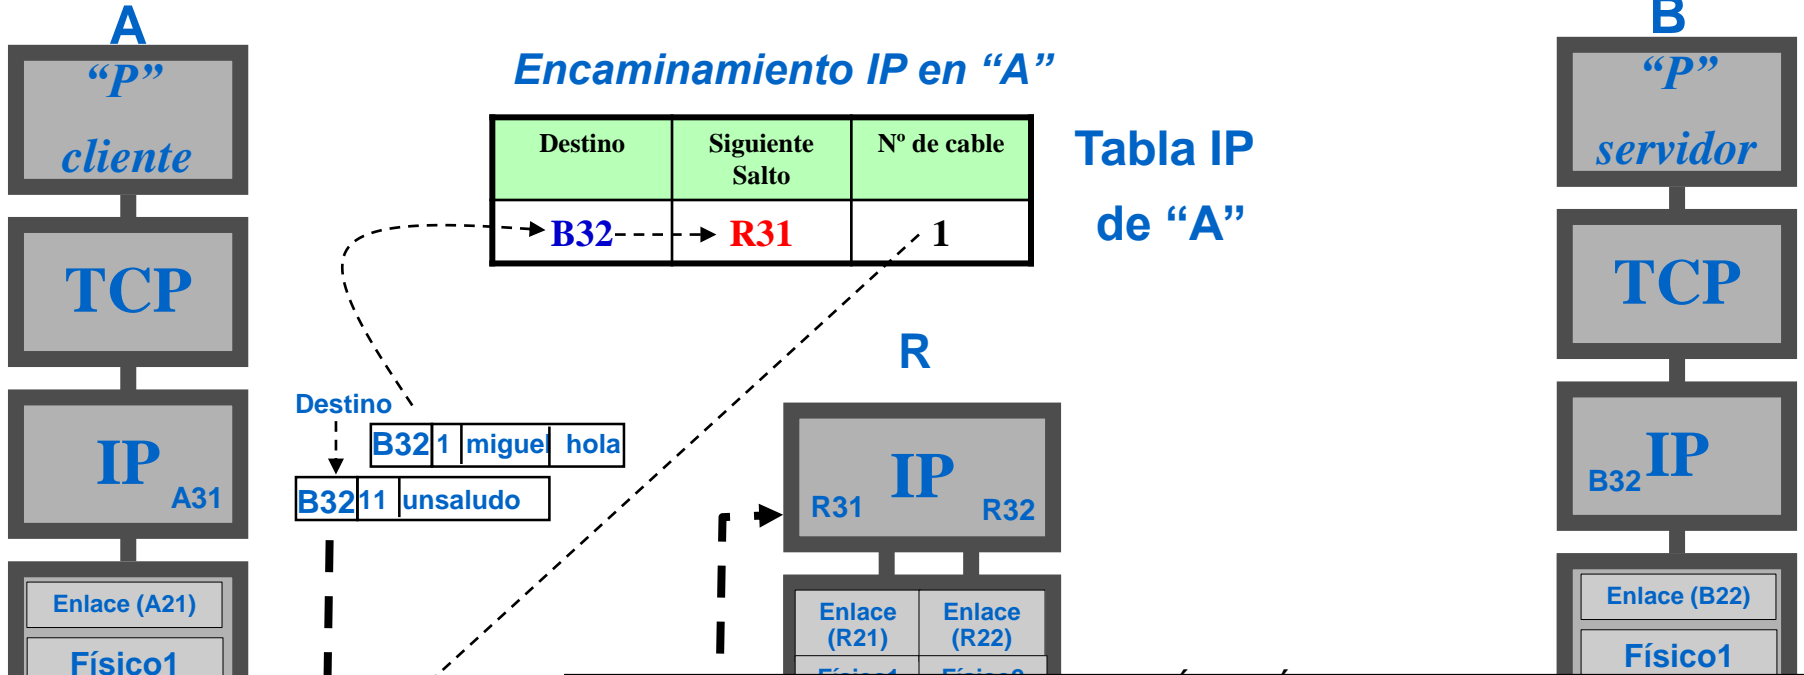 A
“P”
cliente
TCP
IP
A31
Enlace (A21)
Físico1
Encaminamiento IP en “A”
Destino
Siguiente
Salto
Nº de cable
B32
R31
1
Tabla IP
de “A”
Destino
B32 1 miguel hola
B32 11 unsaludo
R
IP
R31
R32
Enlace
(R21)
Enlace
(R22)
Físico1
Físico2
B
“P”
servidor
TCP
IP
B32
Enlace (B22)
Físico1